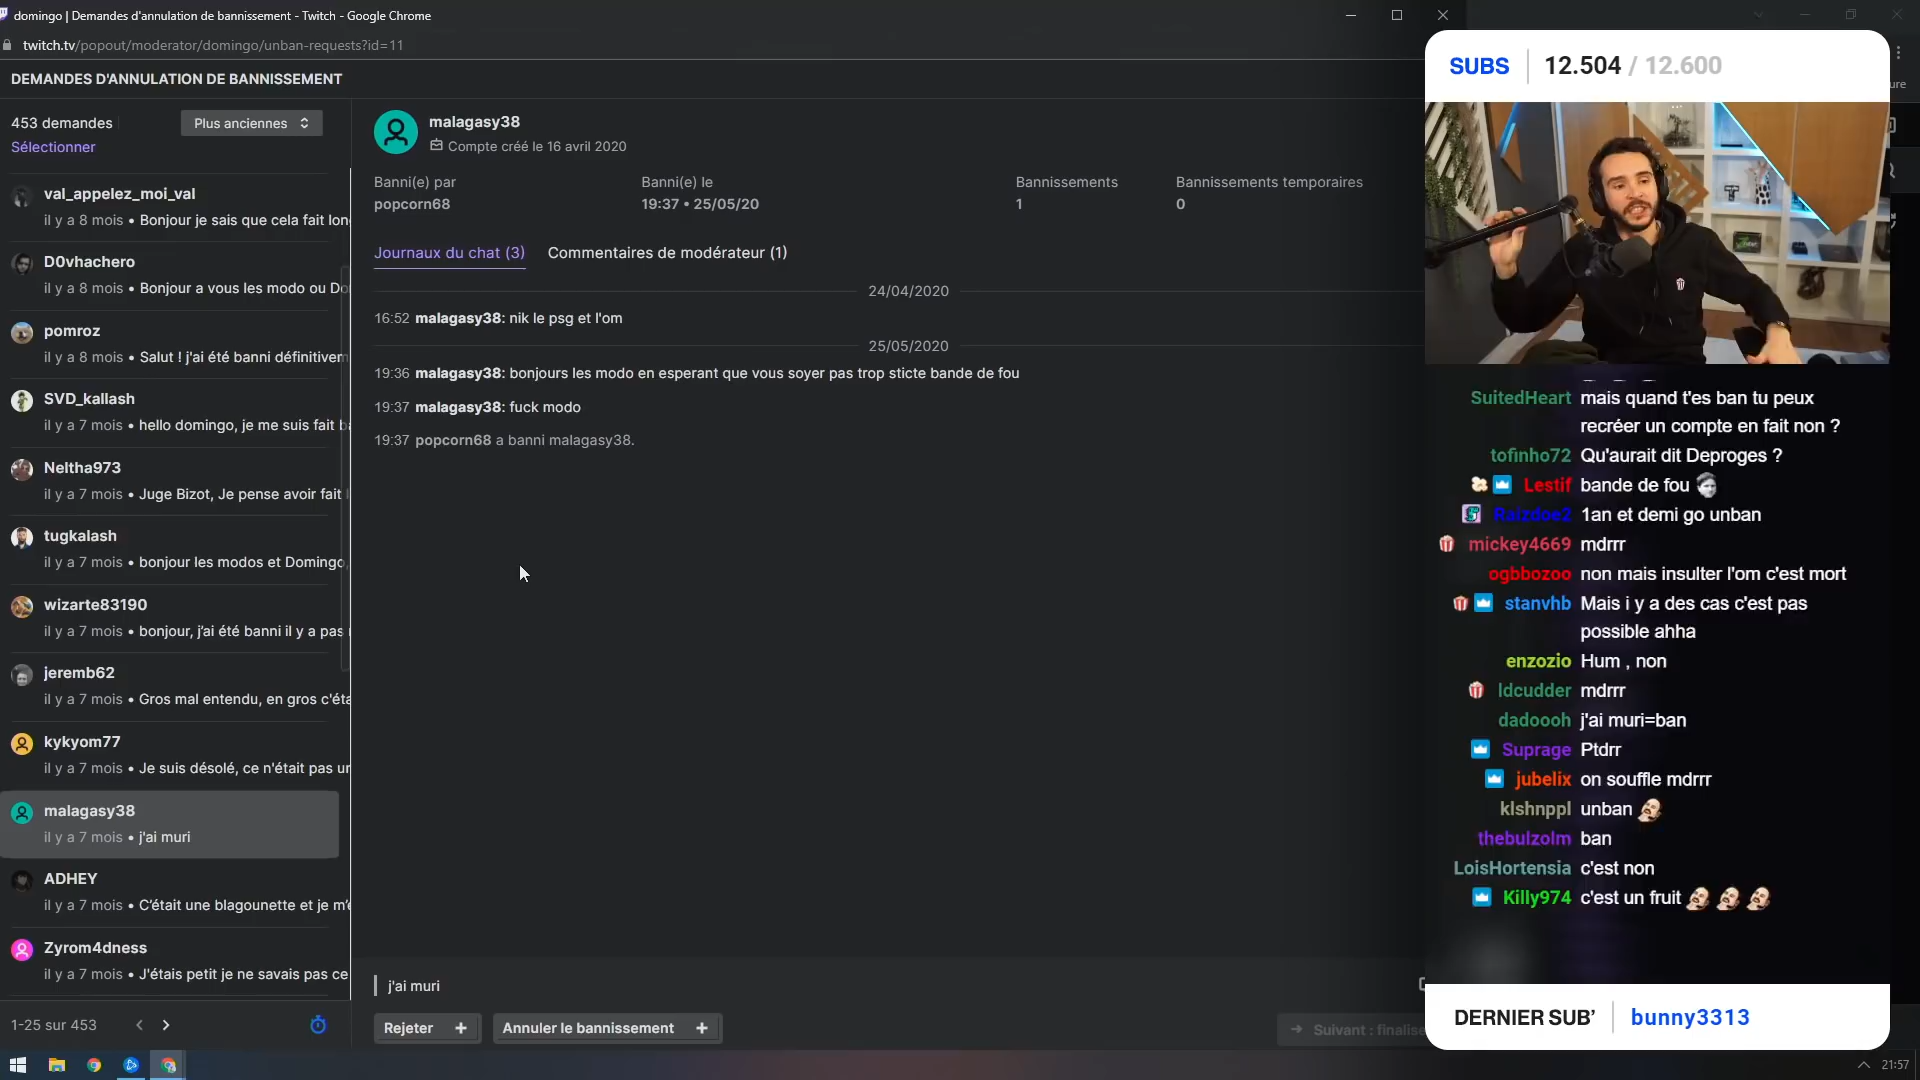 domingo | Demandes d'annulation de bannissement - Twitch - Google Chrome
twitch.tv/popout/moderator/domingo/unban-requests?id=11
DEMANDES D'ANNULATION DE BANNISSEMENT
453 demandes
Plus anciennes
Sélectionner
val_appelez_moi_val
il y a 8 mois • Bonjour je sais que cela fait lon
D0vhachero
il y a 8 mois • Bonjour a vous les modo ou Do
pomroz
il y a 8 mois • Salut ! j'ai été banni définitivem
SVD_kallash
il y a 7 mois • hello domingo, je me suis fait b
Neltha973
il y a 7 mois • Juge Bizot, Je pense avoir fait
tugkalash
il y a 7 mois • bonjour les modos et Domingo,
wizarte83190
il y a 7 mois • bonjour, j'ai été banni il y a pas
jeremb62
il y a 7 mois • Gros mal entendu, en gros c'éta
kykyom77
il y a 7 mois • Je suis désolé, ce n'était pas un
malagasy38
il y a 7 mois • j'ai muri
ADHEY
il y a 7 mois • C'était une blagounette et je m'e
Zyrom4dness
il y a 7 mois • J'étais petit je ne savais pas ce
1-25 sur 453
malagasy38
Compte créé le 16 avril 2020
Banni(e) par
popcorn68
Banni(e) le
19:37 • 25/05/20
Bannissements
1
Bannissements temporaires
0
Journaux du chat (3)
Commentaires de modérateur (1)
24/04/2020
16:52 malagasy38: nik le psg et l'om
25/05/2020
19:36 malagasy38: bonjours les modo en esperant que vous soyer pas trop sticte bande de fou
19:37 malagasy38: fuck modo
19:37 popcorn68 a banni malagasy38.
j'ai muri
Rejeter +
Annuler le bannissement +
→ Suivant : finalise
SUBS 12.504 / 12.600
ure
SuitedHeart mais quand t'es ban tu peux
recréer un compte en fait non ?
tofinho72 Qu'aurait dit Deproges ?
Lestif bande de fou
Raizdoe2 1an et demi go unban
mickey4669 mdrrr
ogbbozoo non mais insulter l'om c'est mort
stanvhb Mais i y a des cas c'est pas
possible ahha
enzozio Hum , non
ldcudder mdrrr
dadoooh j'ai muri=ban
Suprage Ptdrr
jubelix on souffle mdrrr
klshnppl unban
thebulzolm ban
LoisHortensia c'est non
Killy974 c'est un fruit
DERNIER SUB' bunny3313
21:57